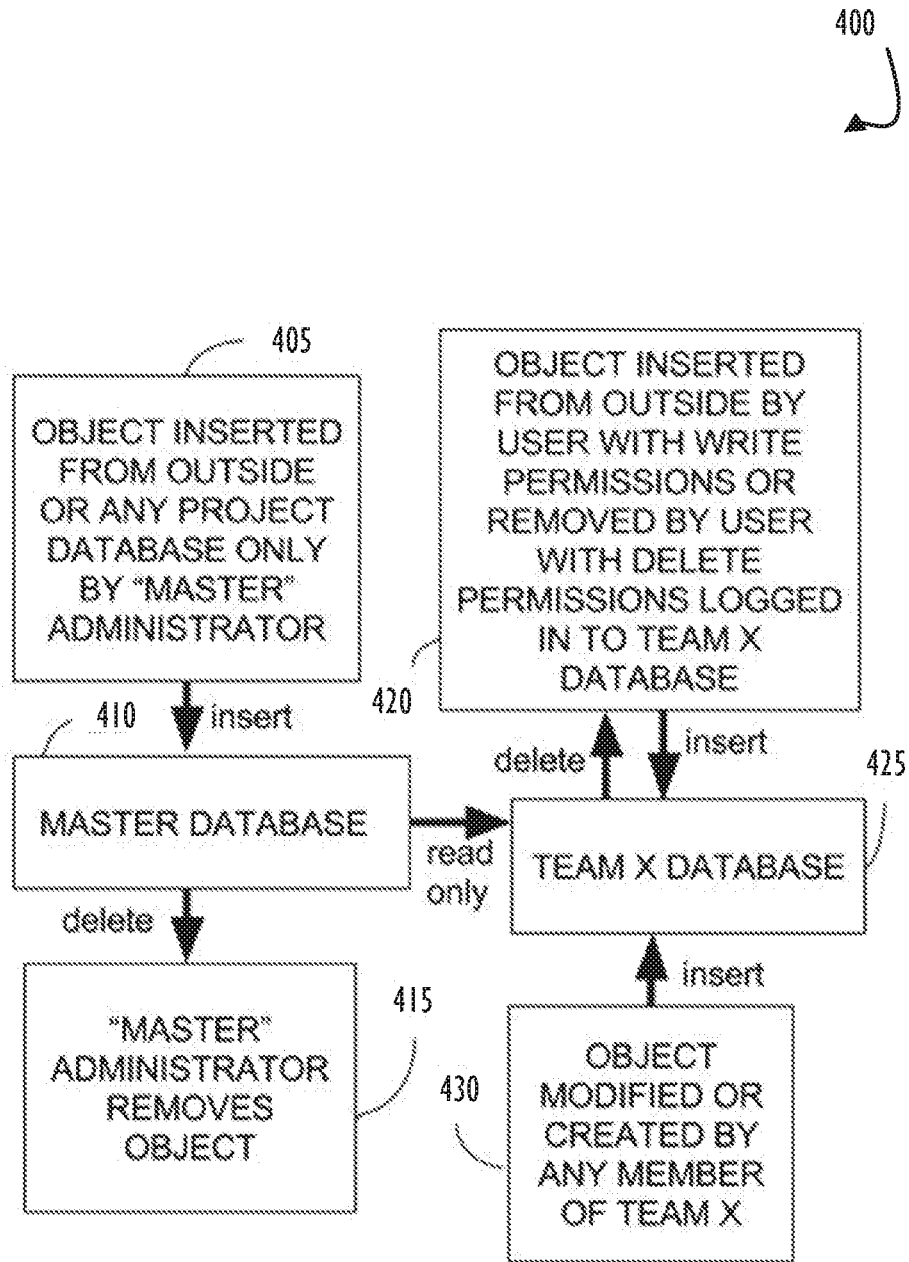 400
405
OBJECT INSERTED
FROM OUTSIDE
OR ANY PROJECT
DATABASE ONLY
BY “MASTER”
ADMINISTRATOR
insert
410
MASTER DATABASE
read
only
delete
“MASTER”
ADMINISTRATOR
REMOVES
OBJECT
415
OBJECT INSERTED
FROM OUTSIDE BY
USER WITH WRITE
PERMISSIONS OR
REMOVED BY USER
WITH DELETE
PERMISSIONS LOGGED
IN TO TEAM X
DATABASE
420
delete
insert
425
TEAM X DATABASE
insert
430
OBJECT
MODIFIED OR
CREATED BY
ANY MEMBER
OF TEAM X